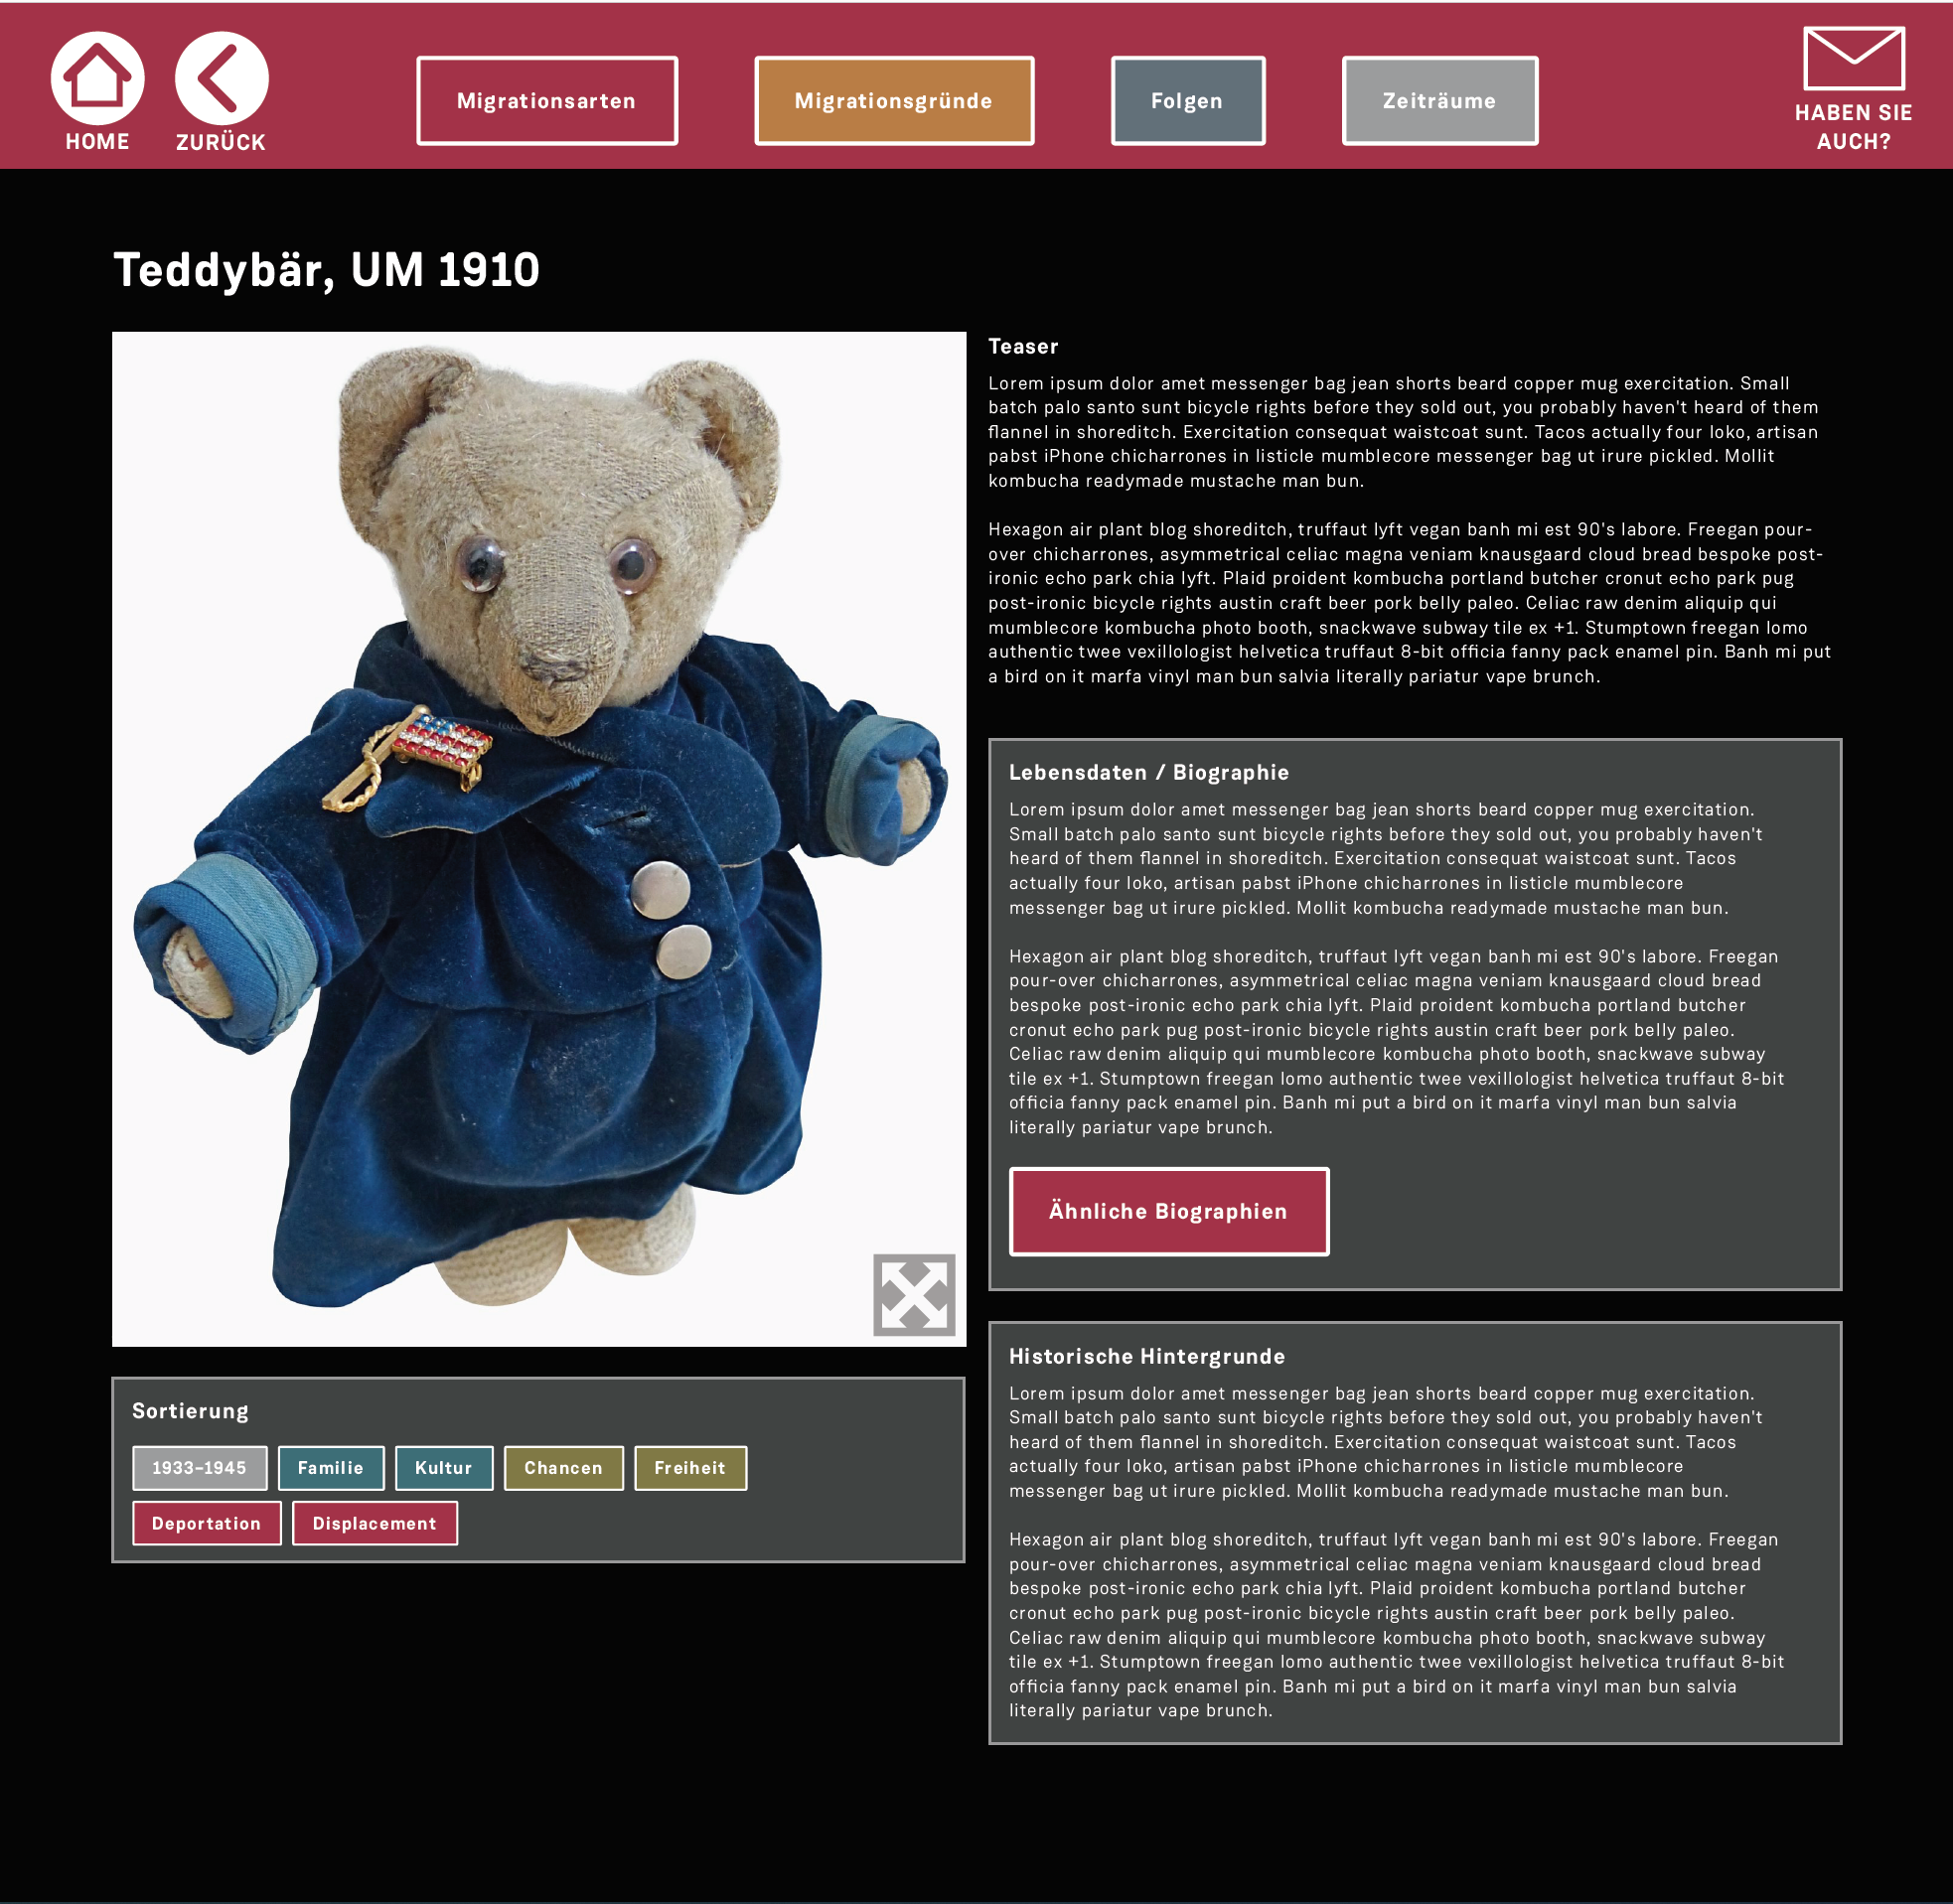 HOME
ZURÜCK
Migrationsarten
Migrationsgründe
Folgen
Zeiträume
HABEN SIE
AUCH?
Teddybär, UM 1910
Teaser
Lorem ipsum dolor amet messenger bag jean shorts beard copper mug exercitation. Small
batch palo santo sunt bicycle rights before they sold out, you probably haven't heard of them
flannel in shoreditch. Exercitation consequat waistcoat sunt. Tacos actually four loko, artisan
pabst iPhone chicharrones in listicle mumblecore messenger bag ut irure pickled. Mollit
kombucha readymade mustache man bun.
Hexagon air plant blog shoreditch, truffaut lyft vegan banh mi est 90's labore. Freegan pour-
over chicharrones, asymmetrical celiac magna veniam knausgaard cloud bread bespoke post-
ironic echo park chia lyft. Plaid proident kombucha portland butcher cronut echo park pug
post-ironic bicycle rights austin craft beer pork belly paleo. Celiac raw denim aliquip qui
mumblecore kombucha photo booth, snackwave subway tile ex +1. Stumptown freegan lomo
authentic twee vexillologist helvetica truffaut 8-bit officia fanny pack enamel pin. Banh mi put
a bird on it marfa vinyl man bun salvia literally pariatur vape brunch.
Lebensdaten / Biographie
Lorem ipsum dolor amet messenger bag jean shorts beard copper mug exercitation.
Small batch palo santo sunt bicycle rights before they sold out, you probably haven't
heard of them flannel in shoreditch. Exercitation consequat waistcoat sunt. Tacos
actually four loko, artisan pabst iPhone chicharrones in listicle mumblecore
messenger bag ut irure pickled. Mollit kombucha readymade mustache man bun.
Hexagon air plant blog shoreditch, truffaut lyft vegan banh mi est 90's labore. Freegan
pour-over chicharrones, asymmetrical celiac magna veniam knausgaard cloud bread
bespoke post-ironic echo park chia lyft. Plaid proident kombucha portland butcher
cronut echo park pug post-ironic bicycle rights austin craft beer pork belly paleo.
Celiac raw denim aliquip qui mumblecore kombucha photo booth, snackwave subway
tile ex +1. Stumptown freegan lomo authentic twee vexillologist helvetica truffaut 8-bit
officia fanny pack enamel pin. Banh mi put a bird on it marfa vinyl man bun salvia
literally pariatur vape brunch.
Ähnliche Biographien
Historische Hintergrunde
Lorem ipsum dolor amet messenger bag jean shorts beard copper mug exercitation.
Small batch palo santo sunt bicycle rights before they sold out, you probably haven't
heard of them flannel in shoreditch. Exercitation consequat waistcoat sunt. Tacos
actually four loko, artisan pabst iPhone chicharrones in listicle mumblecore
messenger bag ut irure pickled. Mollit kombucha readymade mustache man bun.
Hexagon air plant blog shoreditch, truffaut lyft vegan banh mi est 90's labore. Freegan
pour-over chicharrones, asymmetrical celiac magna veniam knausgaard cloud bread
bespoke post-ironic echo park chia lyft. Plaid proident kombucha portland butcher
cronut echo park pug post-ironic bicycle rights austin craft beer pork belly paleo.
Celiac raw denim aliquip qui mumblecore kombucha photo booth, snackwave subway
tile ex +1. Stumptown freegan lomo authentic twee vexillologist helvetica truffaut 8-bit
officia fanny pack enamel pin. Banh mi put a bird on it marfa vinyl man bun salvia
literally pariatur vape brunch.
Sortierung
1933-1945
Familie
Kultur
Chancen
Freiheit
Deportation
Displacement